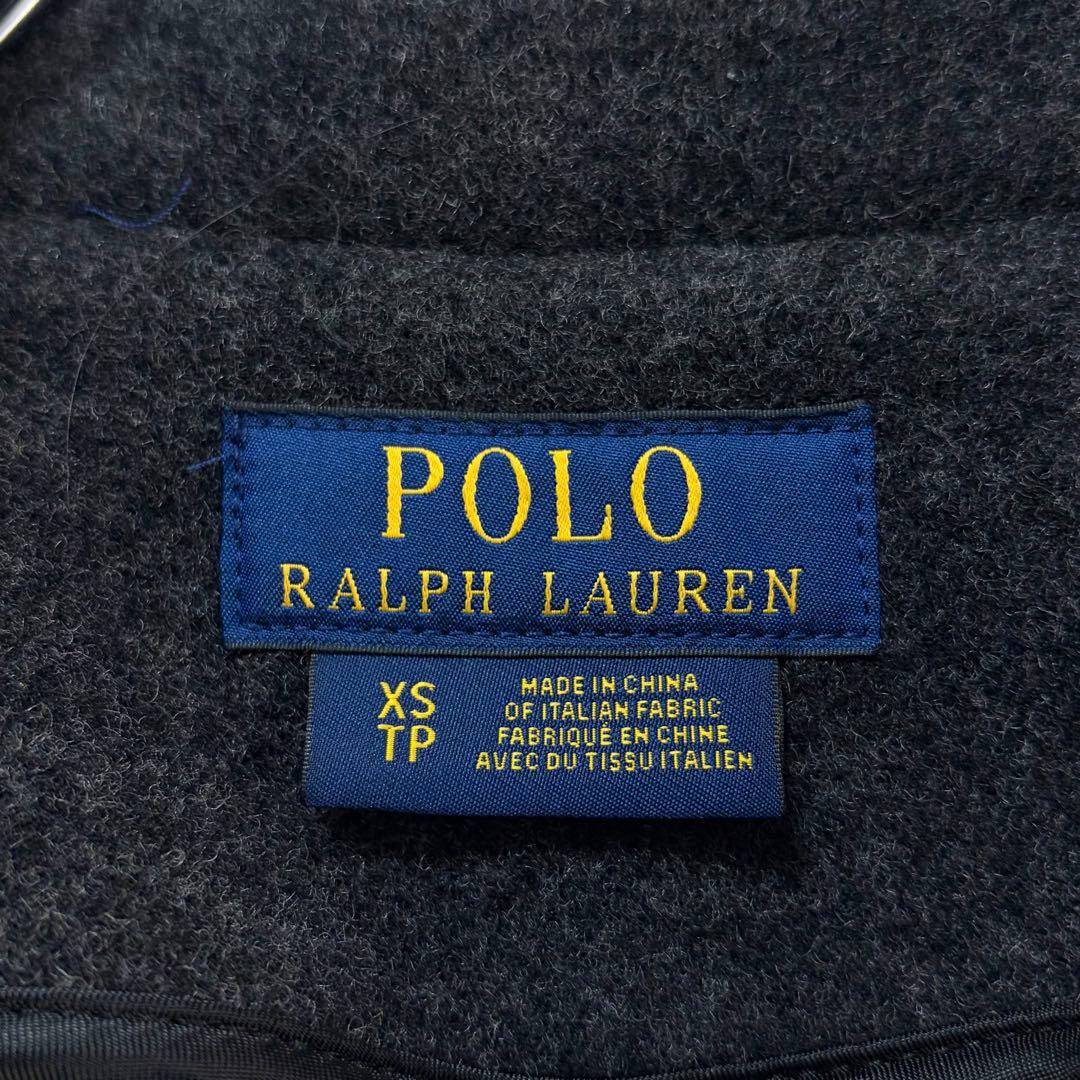 POLO
RALPH LAUREN
XS
TP
MADE IN CHINA
OF ITALIAN FABRIC
FABRIQUÉ EN CHINE
AVEC DU TISSU ITALIEN